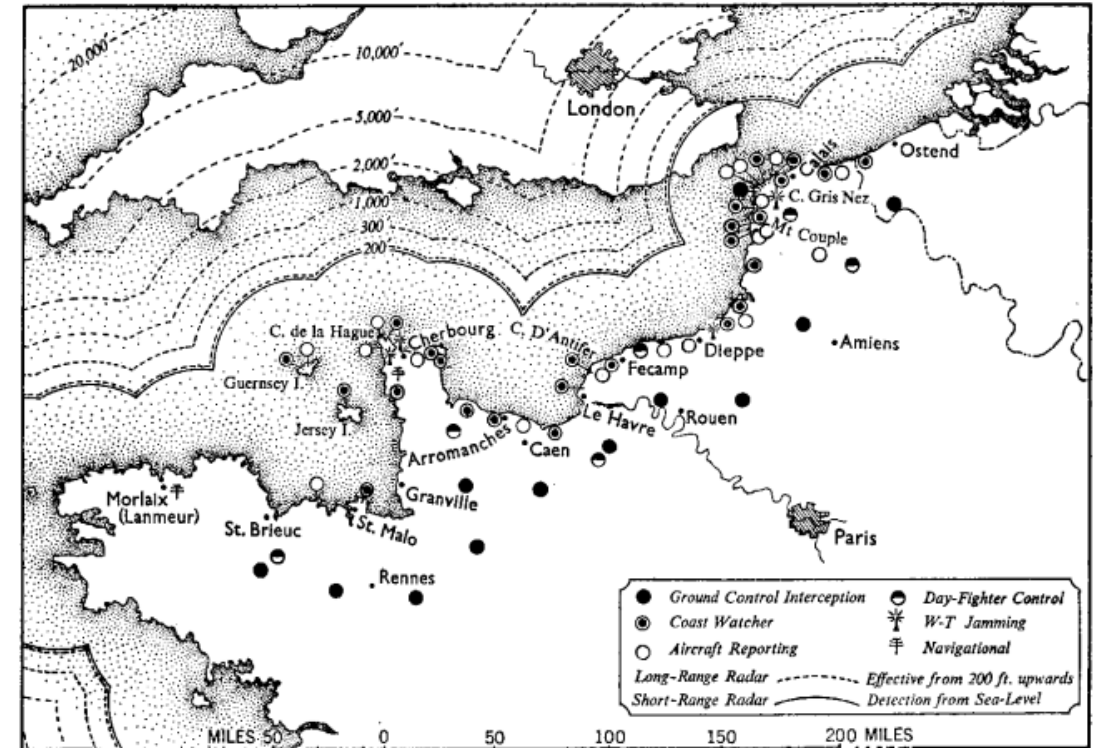 20,000'
10,000'
5,000'
2,000'
1,000'
300
200
London
Ostend
Calais
C. Gris Nez
Mt Couple
C. de la Hague
Cherbourg
C. D'Antifer
Dieppe
Amiens
Guernsey I.
Fecamp
Jersey I.
Le Havre
Rouen
Arromanches
Caen
Morlaix
(Lanmeur)
Granville
St. Brieuc
St. Malo
Paris
Rennes
Ground Control Interception
Day-Fighter Control
Coast Watcher
W-T Jamming
Aircraft Reporting
Navigational
Long-Range Radar
Effective from 200 ft. upwards
Short-Range Radar
Detection from Sea-Level
MILES 50 0 50 100 150 200 MILES